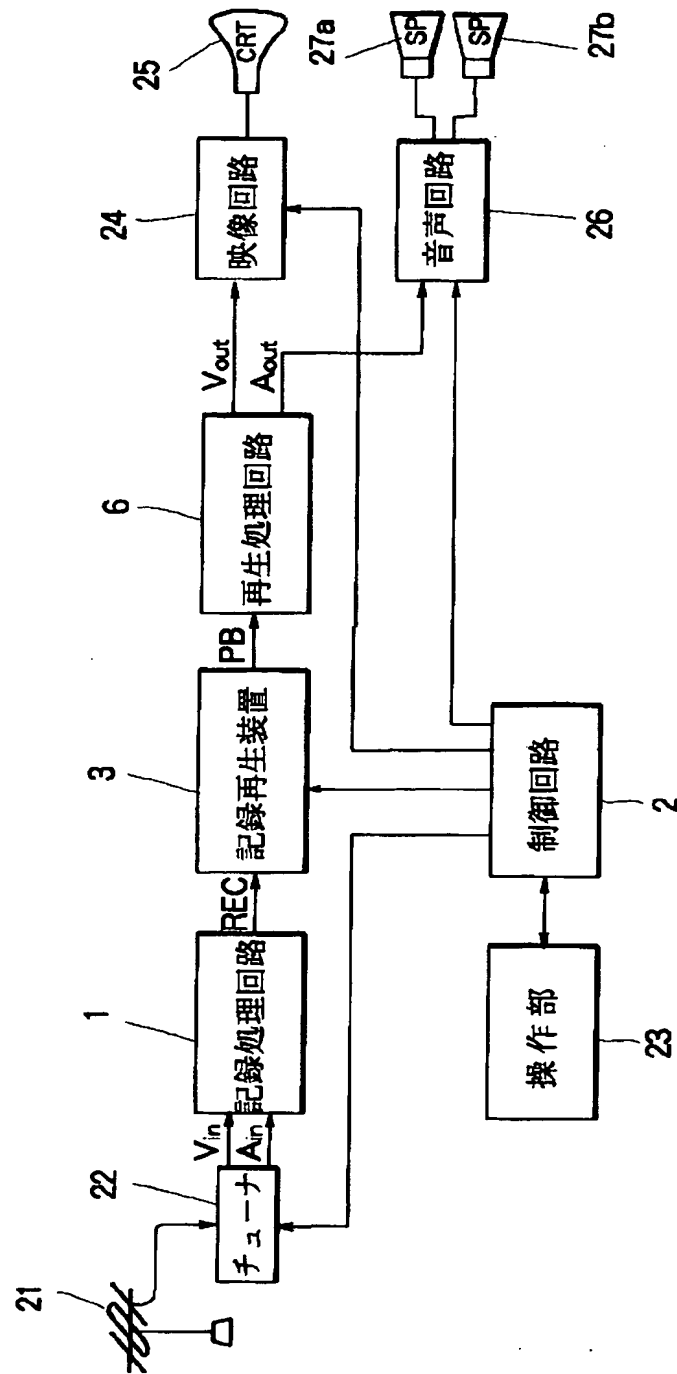 21
22
チューナ
Vin
Ain
1
記録処理回路
REC
3
記録再生装置
PB
6
再生処理回路
Vout
Aout
24
映像回路
25
CRT
27a
SP
SP
27b
音声回路
26
制御回路
2
操作部
23